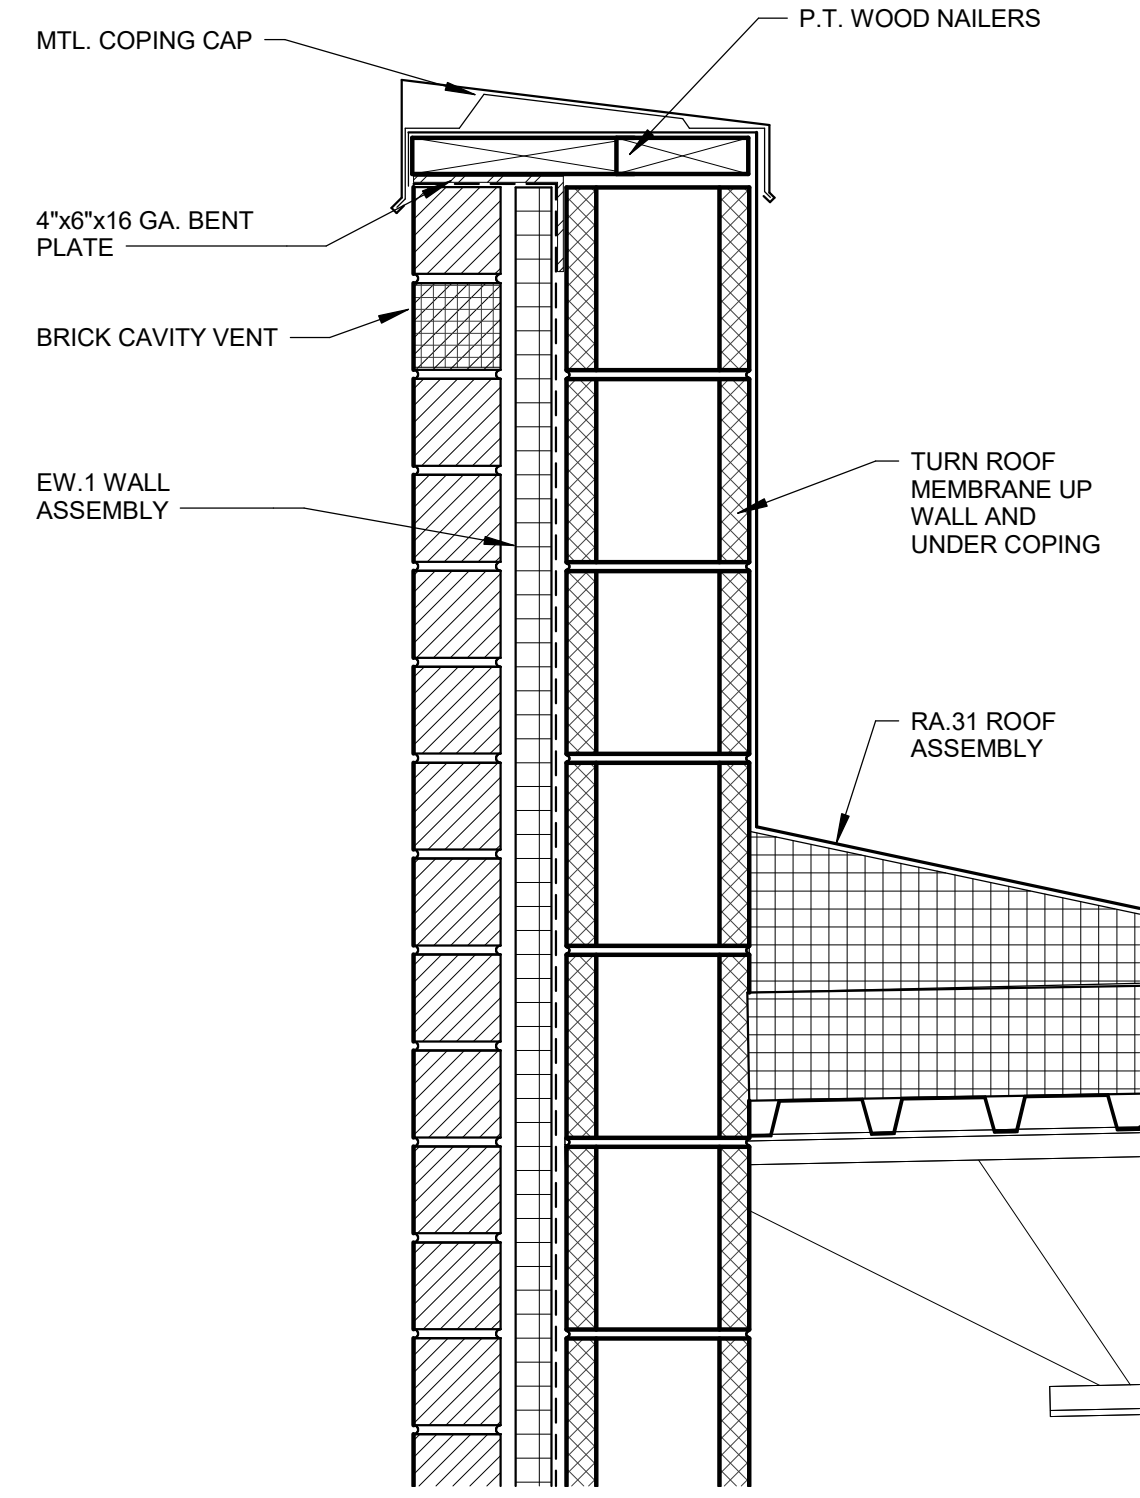 P.T. WOOD NAILERS
MTL. COPING CAP
4"x6"x16 GA. BENT
PLATE
BRICK CAVITY VENT
EW.1 WALL
ASSEMBLY
TURN ROOF
MEMBRANE UP
WALL AND
UNDER COPING
RA.31 ROOF
ASSEMBLY